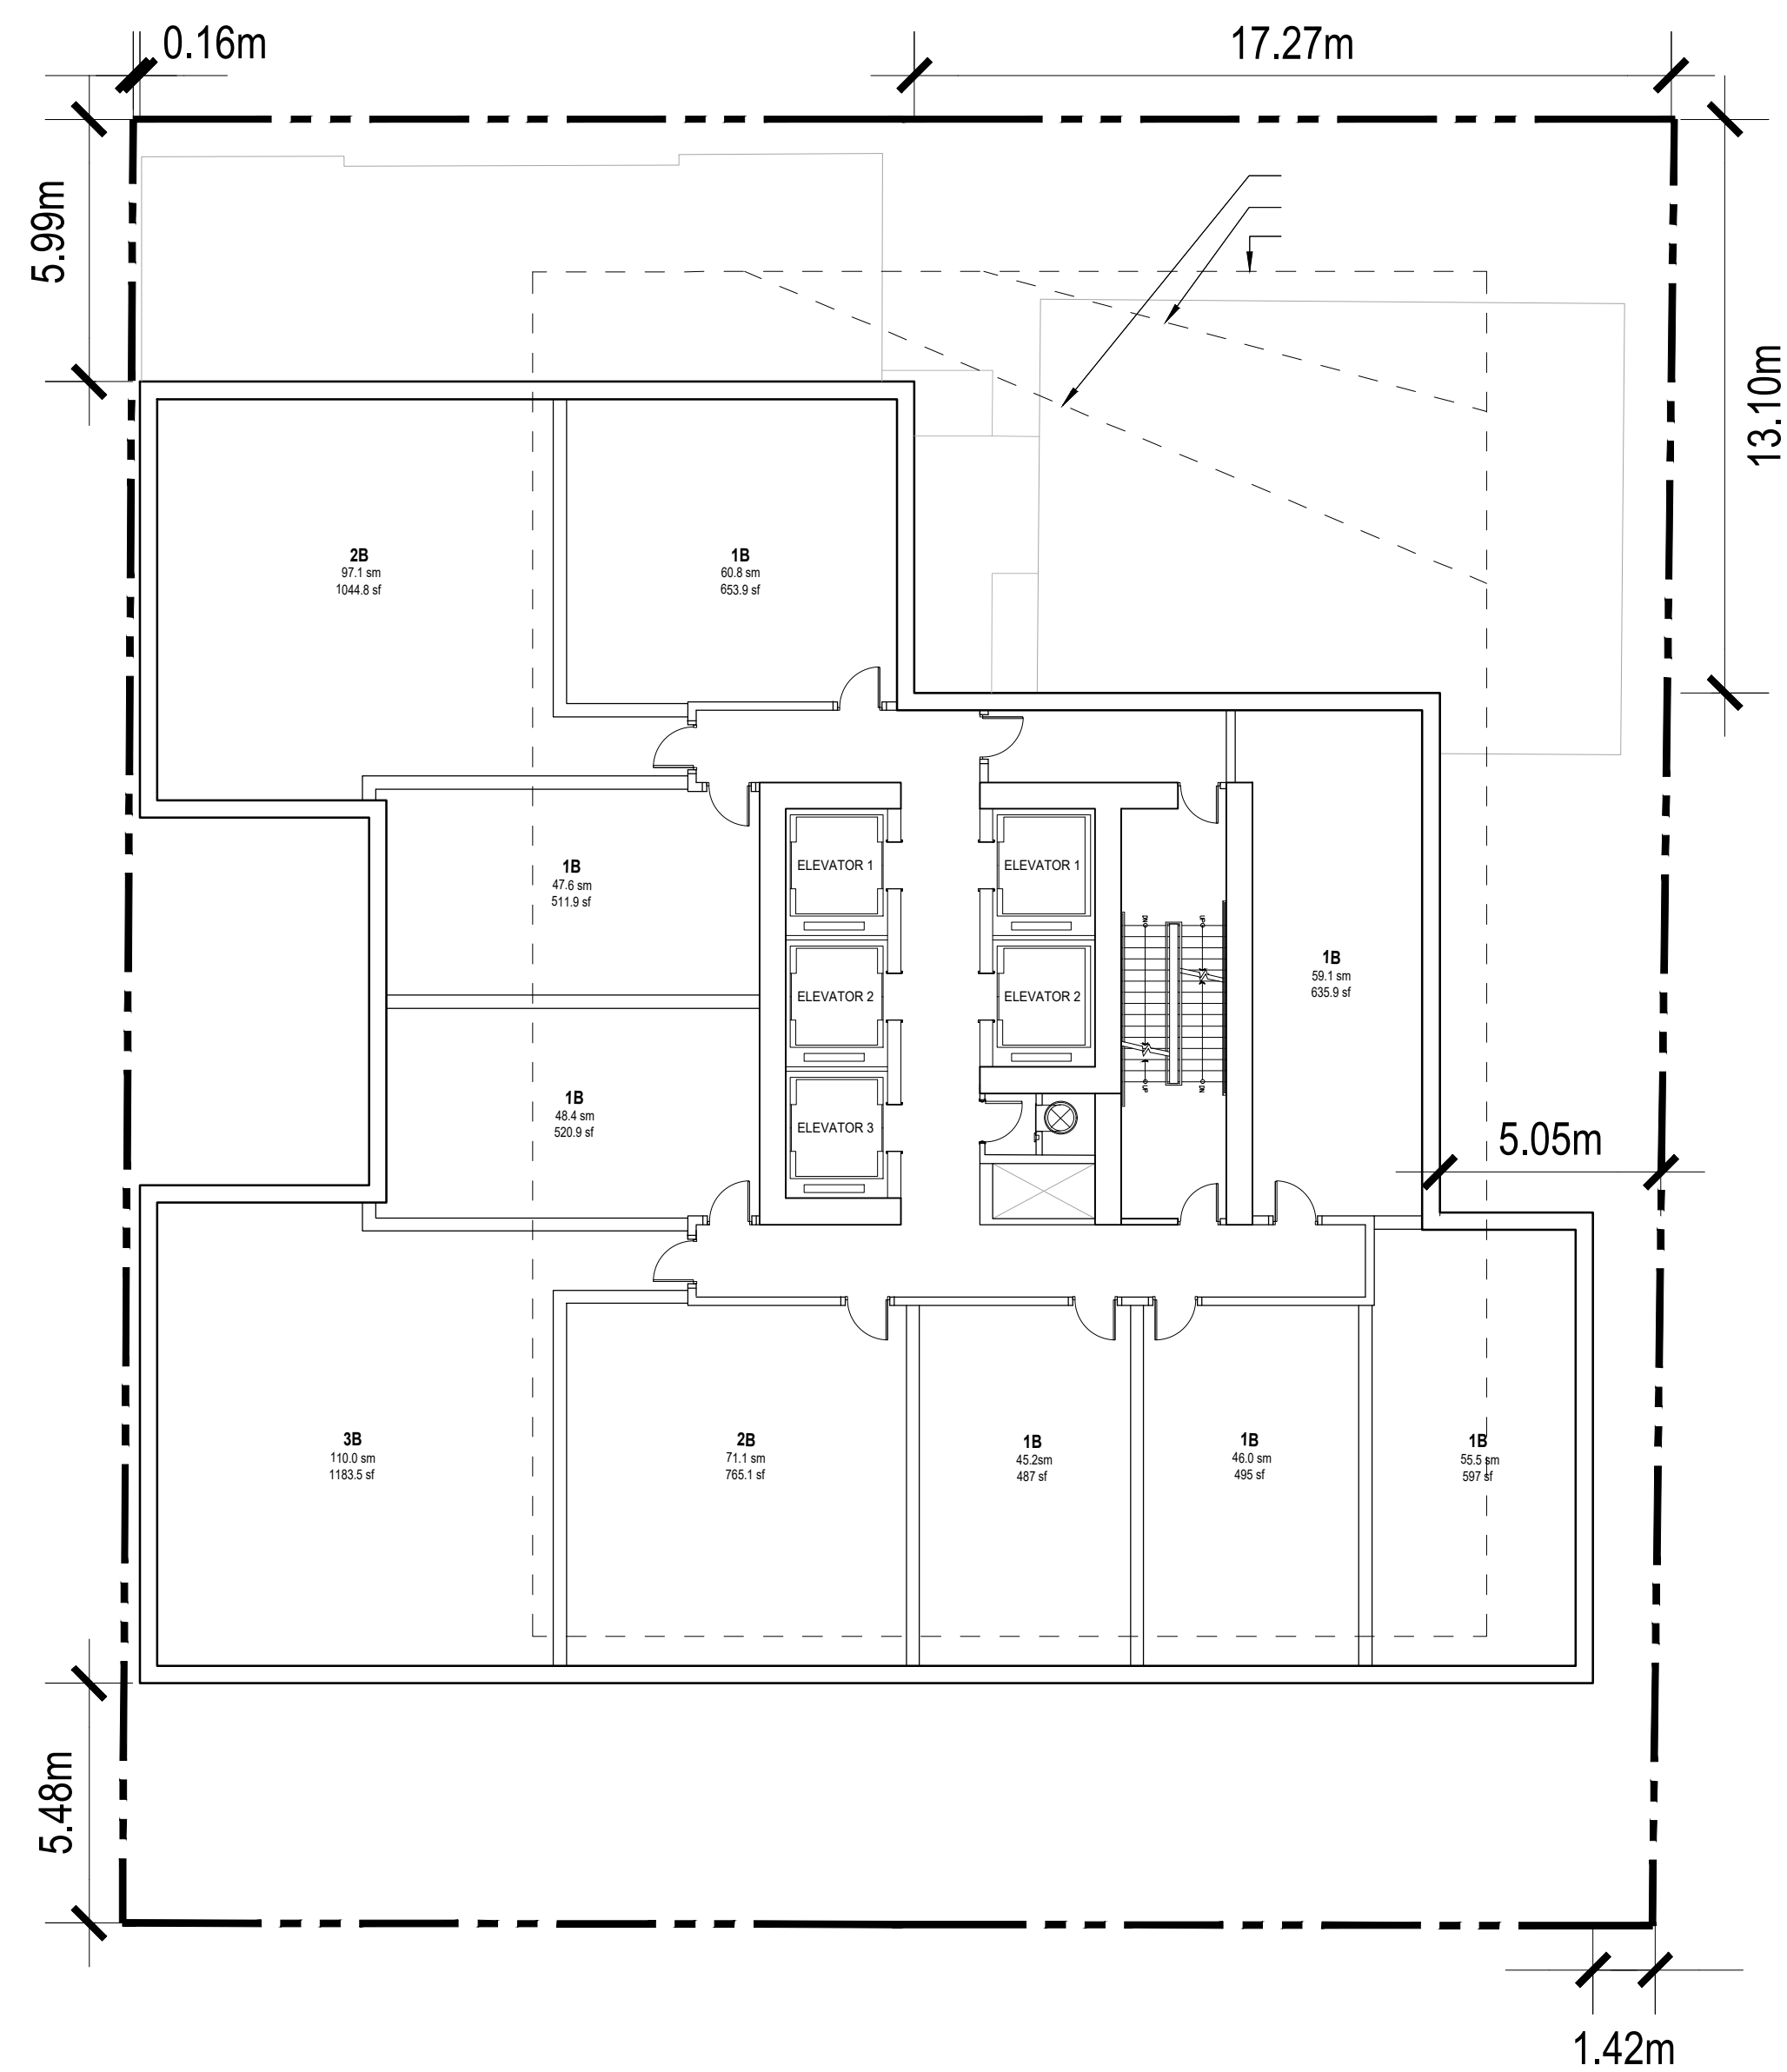 0.16m
17.27m
5.99m
13.10m
2B
97.1 sm
1044.8 sf
1B
60.8 sm
653.9 sf
1B
47.6 sm
511.9 sf
ELEVATOR 1
ELEVATOR 1
DN
UP
ELEVATOR 2
ELEVATOR 2
1B
59.1 sm
635.9 sf
UP
DN
1B
48.4 sm
520.9 sf
ELEVATOR 3
5.05m
3B
110.0 sm
1183.5 sf
2B
71.1 sm
765.1 sf
1B
45.2sm
487 sf
1B
46.0 sm
495 sf
1B
55.5 sm
597 sf
5.48m
1.42m